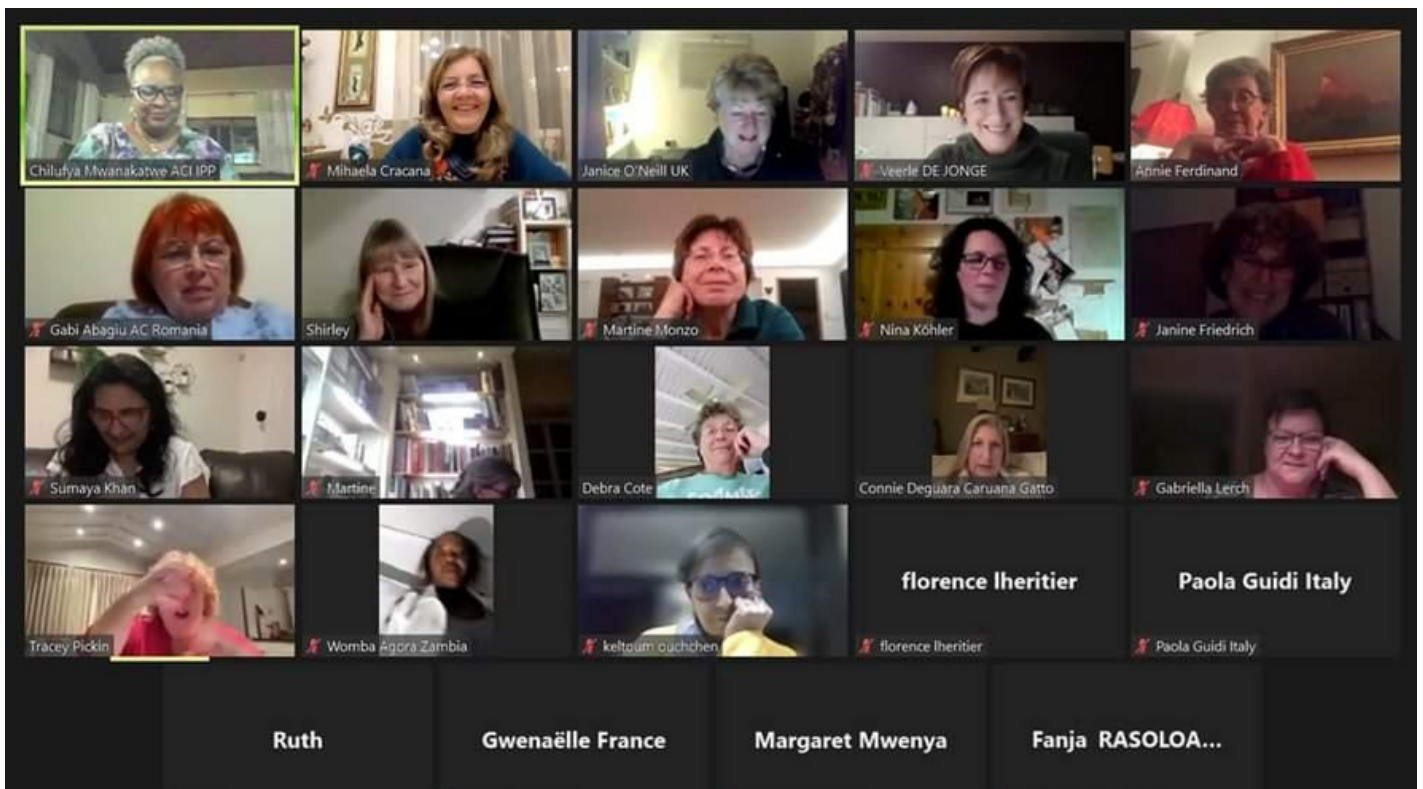 Chilufya Mwanakatwe ACI IPP
Mihaela Cracana
Janice O'Neill UK
Veerle DE JONGE
Annie Ferdinand
Gabi Abagiu AC Romania
Shirley
Martine Monzo
Nina Köhler
Janine Friedrich
Sumaya Khan
Martine
Debra Cote
Connie Deguara Caruana Gatto
Gabriella Lerch
Tracey Pickin
Womba Agora Zambia
keltoum ouchchen
florence lheritier
florence lheritier
Paola Guidi Italy
Paola Guidi Italy
Ruth
Gwenaëlle France
Margaret Mwenya
Fanja RASOLOA...